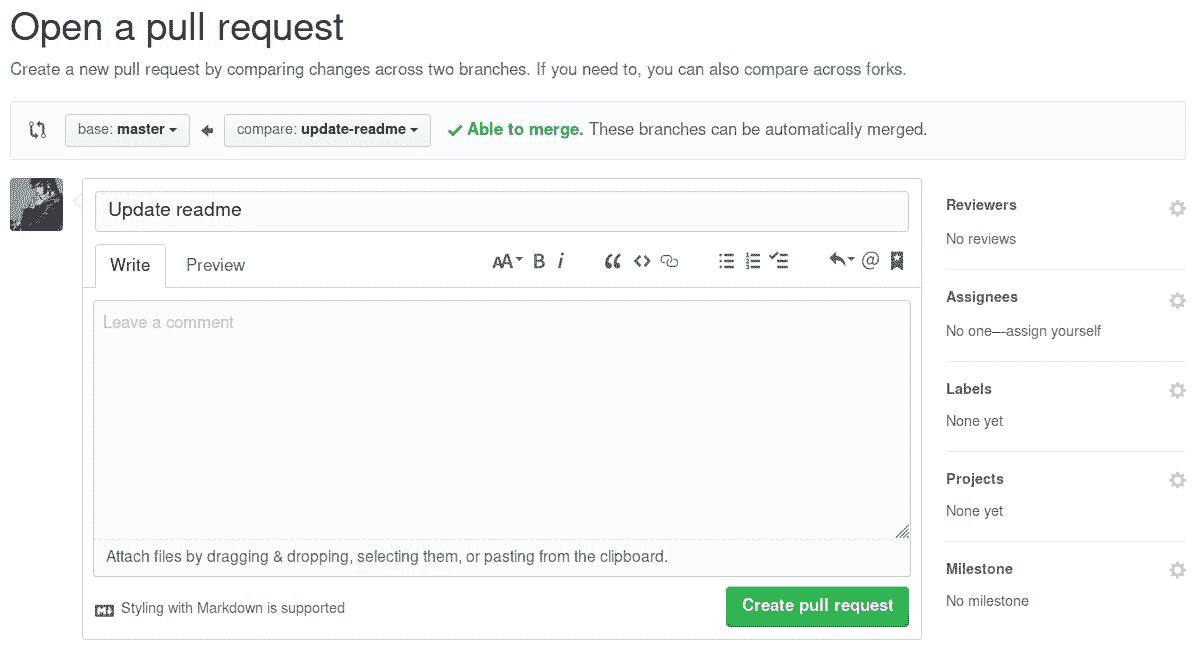 Open a pull request
Create a new pull request by comparing changes across two branches. If you need to, you can also compare across forks.
base: master
compare: update-readme
Able to merge. These branches can be automatically merged.
Update readme
Write
Preview
AA B i
@
Leave a comment
Attach files by dragging & dropping, selecting them, or pasting from the clipboard.
Styling with Markdown is supported
Create pull request
Reviewers
No reviews
Assignees
No one—assign yourself
Labels
None yet
Projects
None yet
Milestone
No milestone